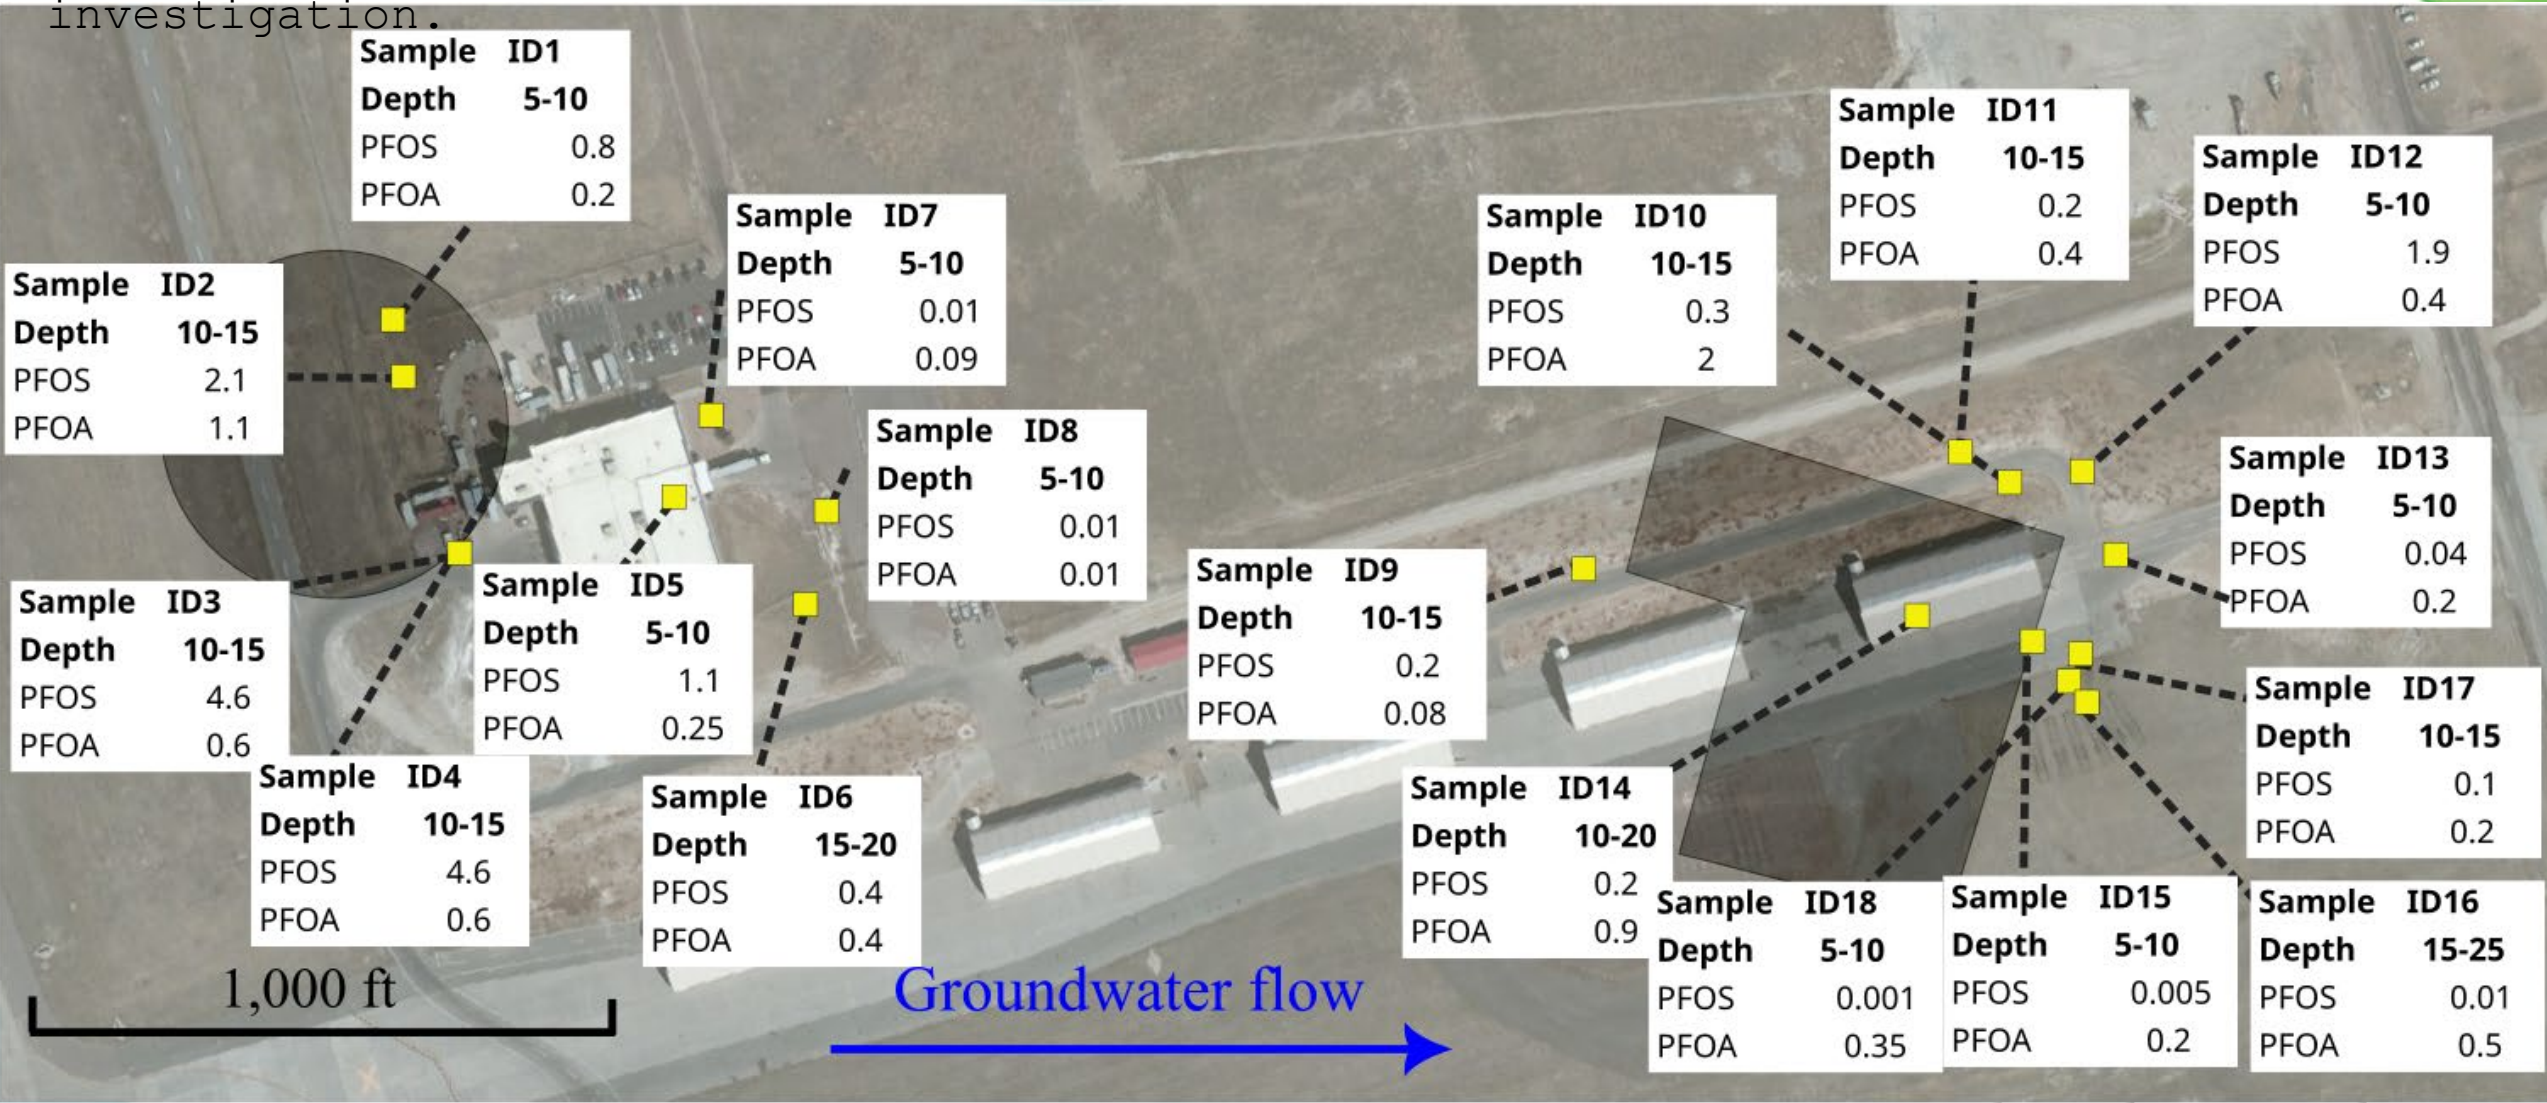 investigation.
Sample ID1
Depth 5-10
PFOS 0.8
PFOA 0.2
Sample ID2
Depth 10-15
PFOS 2.1
PFOA 1.1
Sample ID3
Depth 10-15
PFOS 4.6
PFOA 0.6
Sample ID4
Depth 10-15
PFOS 4.6
PFOA 0.6
Sample ID5
Depth 5-10
PFOS 1.1
PFOA 0.25
Sample ID6
Depth 15-20
PFOS 0.4
PFOA 0.4
Sample ID7
Depth 5-10
PFOS 0.01
PFOA 0.09
Sample ID8
Depth 5-10
PFOS 0.01
PFOA 0.01
Sample ID9
Depth 10-15
PFOS 0.2
PFOA 0.08
Sample ID10
Depth 10-15
PFOS 0.3
PFOA 2
Sample ID11
Depth 10-15
PFOS 0.2
PFOA 0.4
Sample ID12
Depth 5-10
PFOS 1.9
PFOA 0.4
Sample ID13
Depth 5-10
PFOS 0.04
PFOA 0.2
Sample ID14
Depth 10-20
PFOS 0.2
PFOA 0.9
Sample ID18
Depth 5-10
PFOS 0.001
PFOA 0.35
Sample ID15
Depth 5-10
PFOS 0.005
PFOA 0.2
Sample ID17
Depth 10-15
PFOS 0.1
PFOA 0.2
Sample ID16
Depth 15-25
PFOS 0.01
PFOA 0.5
1,000 ft
Groundwater flow